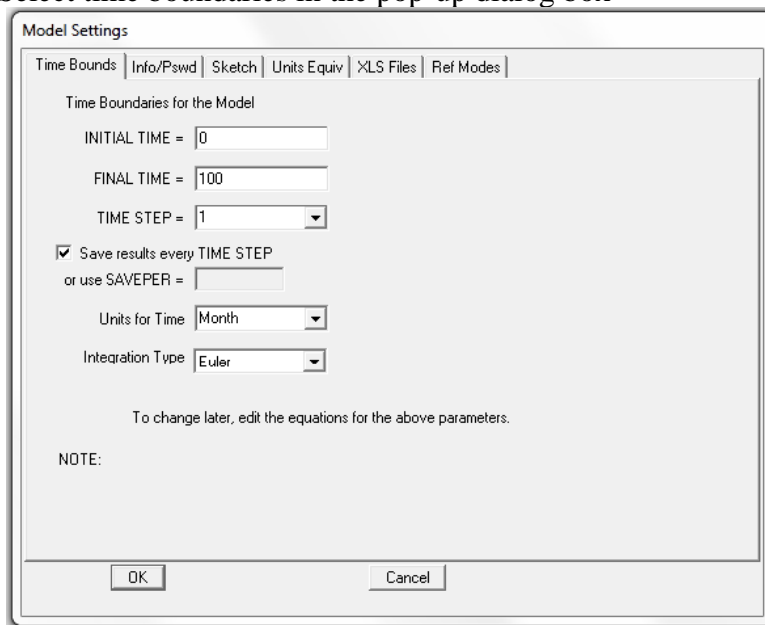 Select time boundaries in the pop-up dialog box
Model Settings
Time Bounds Info/Pswd Sketch Units Equiv XLS Files Ref Modes
Time Boundaries for the Model
INITIAL TIME = 0
FINAL TIME = 100
TIME STEP = 1
Save results every TIME STEP
or use SAVEPER =
Units for Time Month
Integration Type Euler
To change later, edit the equations for the above parameters.
NOTE:
OK Cancel